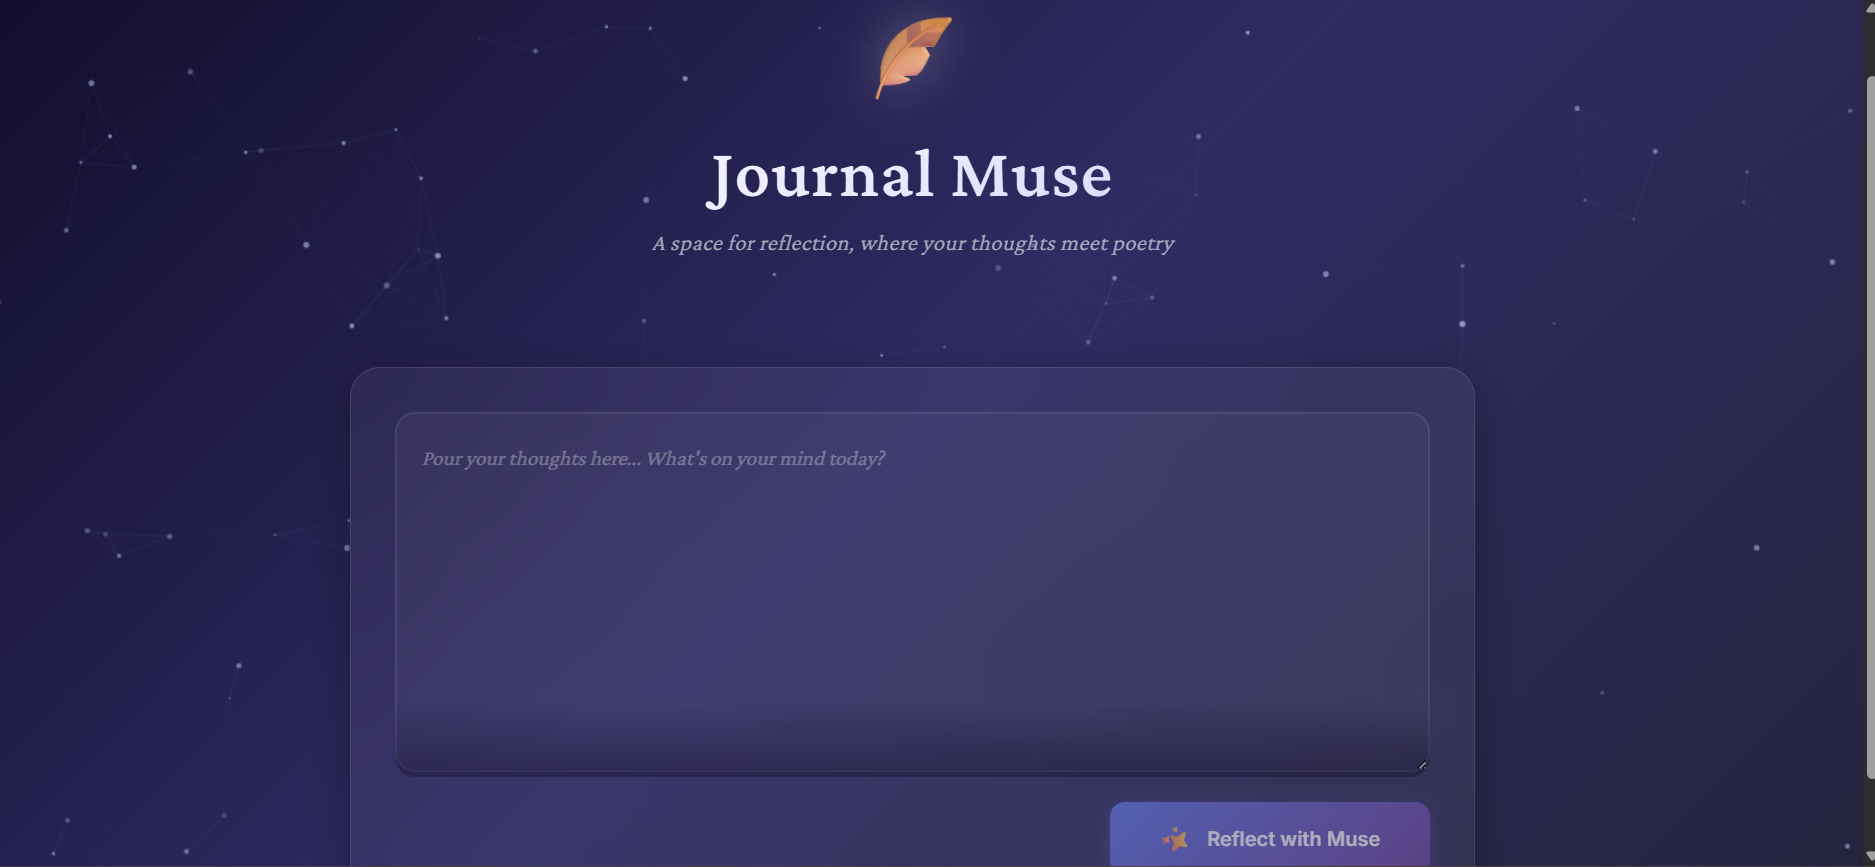 Journal Muse
A space for reflection, where your thoughts meet poetry
Pour your thoughts here... What's on your mind today?
Reflect with Muse